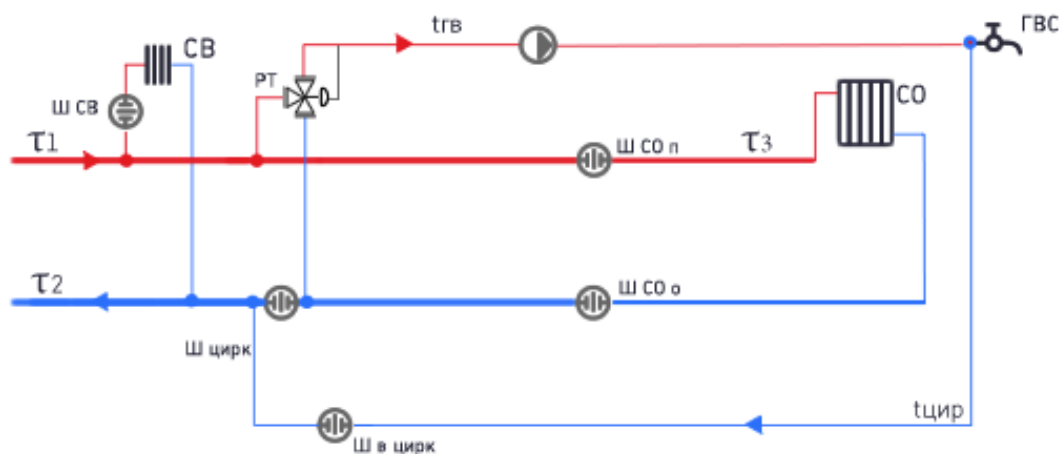 tгв
ГВС
СВ
РТ
Ш СВ
СО
τ1
Ш СО п
τ3
τ2
Ш СО о
Ш цирк
tцир
Ш в цирк